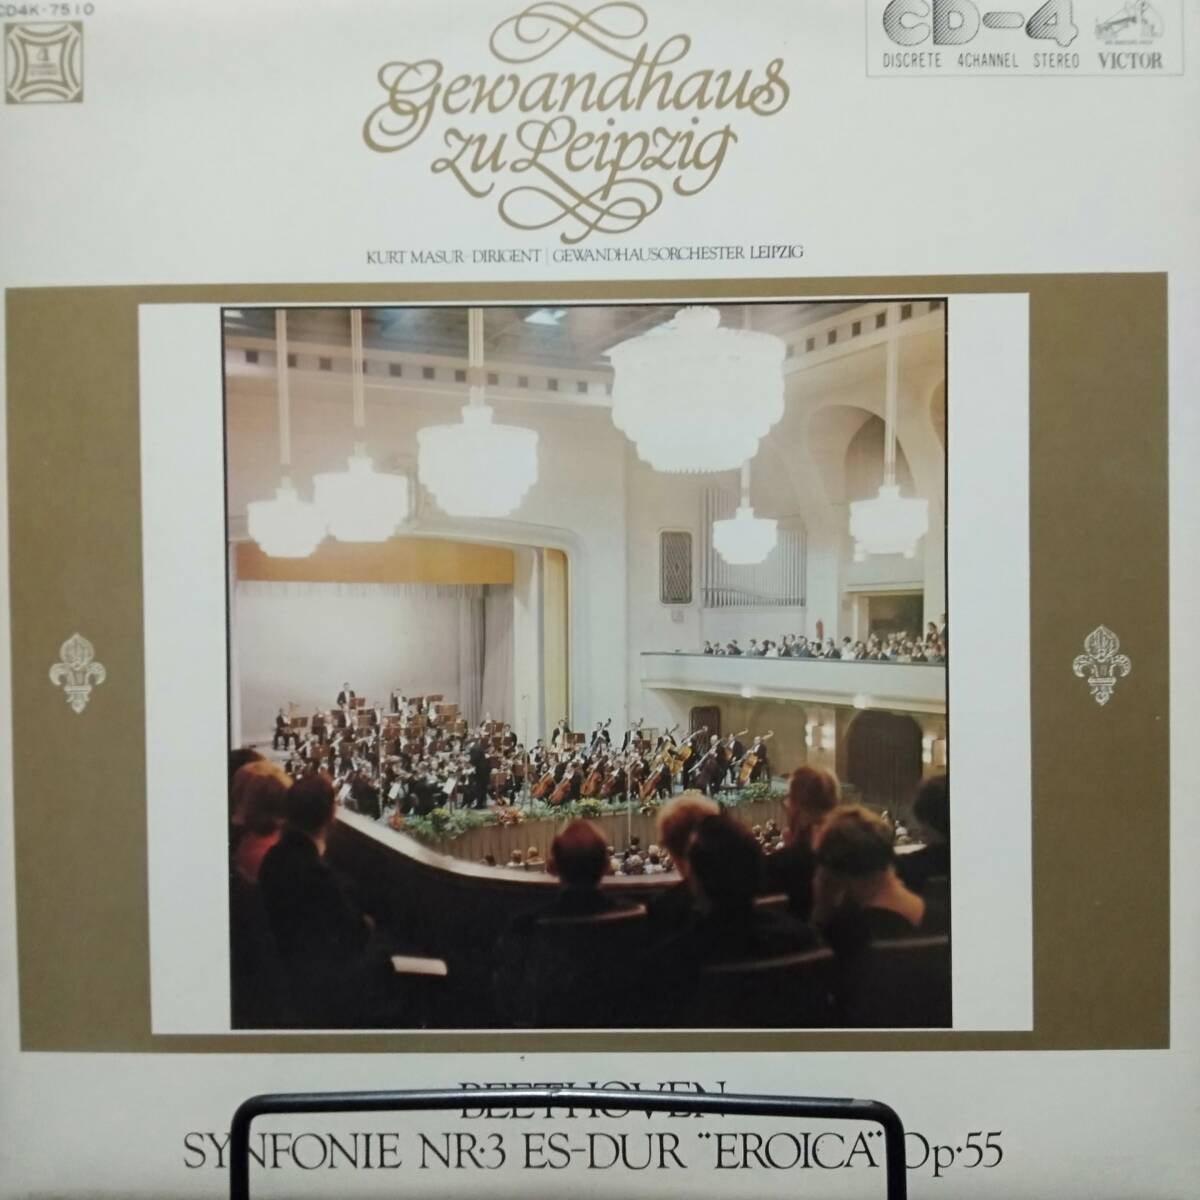 CD4K-7510
CD-4
DISCRETE 4CHANNEL STEREO VICTOR
Gewandhaus
zu Leipzig
KURT MASUR-DIRIGENT | GEWANDHAUSORCHESTER LEIPZIG
BEETHOVEN
SYNFONIE NR·3 ES-DUR "EROICA" Op·55